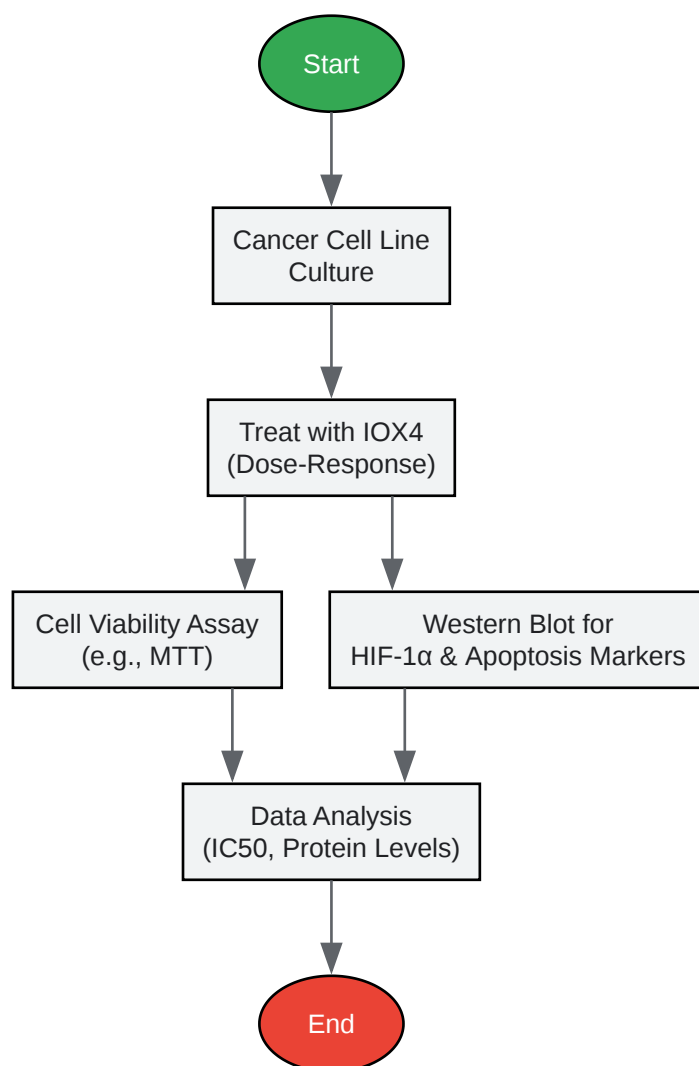 Start
Cancer Cell Line
Culture
Treat with IOX4
(Dose-Response)
Cell Viability Assay
(e.g., MTT)
Western Blot for
HIF-1α & Apoptosis Markers
Data Analysis
(IC50, Protein Levels)
End